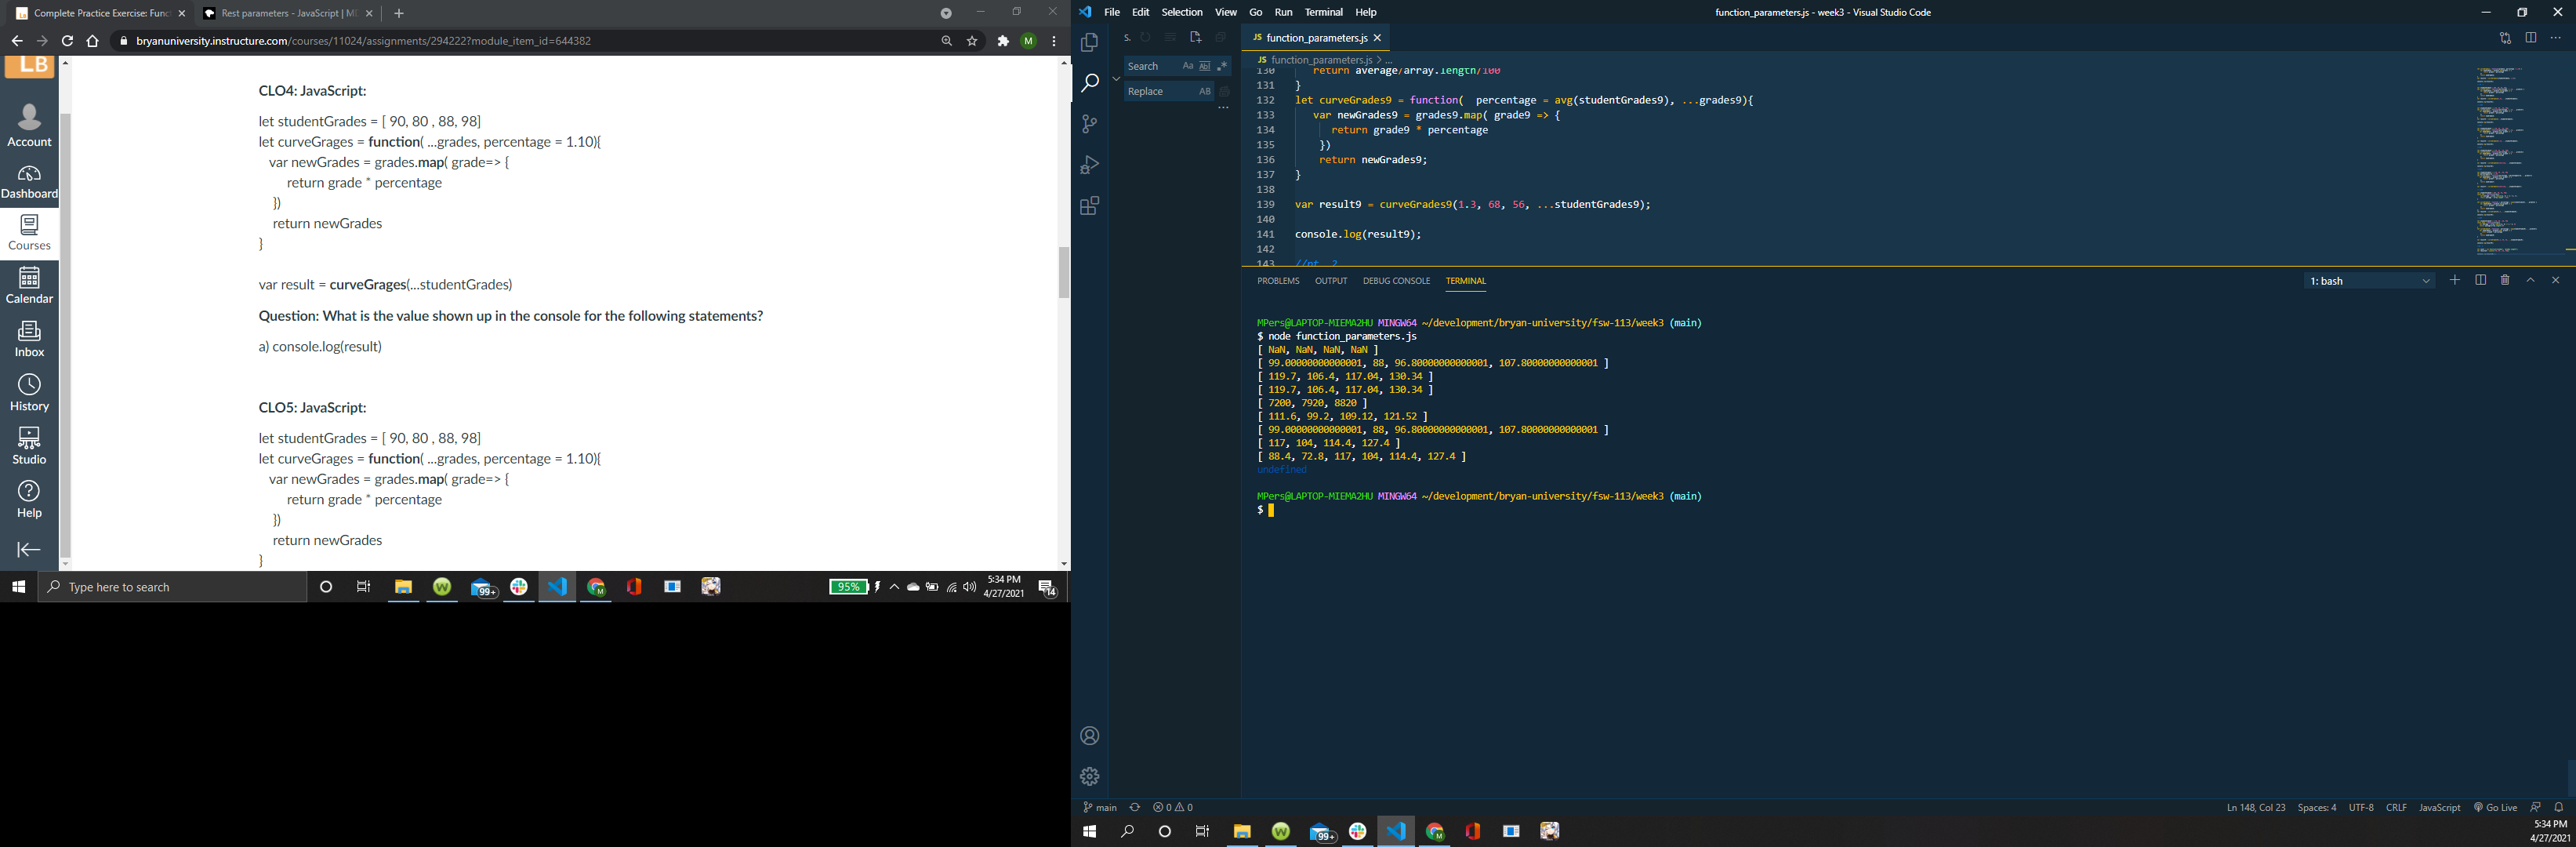 Complete Practice Exercise: Func
Rest parameters - JavaScript | MD
bryanuniversity.instructure.com/courses/11024/assignments/294222?module_item_id=644382
M
LB
Account
Dashboard
Courses
Calendar
Inbox
History
Studio
Help
CLO4: JavaScript:
let studentGrades = [ 90, 80 , 88, 98]
let curveGrages = function( ...grades, percentage = 1.10){
var newGrades = grades.map( grade=> {
return grade * percentage
})
return newGrades
}
var result = curveGrages(...studentGrades)
Question: What is the value shown up in the console for the following statements?
a) console.log(result)
CLO5: JavaScript:
let studentGrades = [ 90, 80 , 88, 98]
let curveGrages = function( ...grades, percentage = 1.10){
var newGrades = grades.map( grade=> {
return grade * percentage
})
return newGrades
}
Type here to search
99+
95%
5:34 PM
4/27/2021
14
File Edit Selection View Go Run Terminal Help
function_parameters.js - week3 - Visual Studio Code
S.
Search
Aa
Replace
AB
JS function_parameters.js
JS function_parameters.js > ...
130 return average/array.length/100
131 }
132 let curveGrades9 = function( percentage = avg(studentGrades9), ...grades9){
133 var newGrades9 = grades9.map( grade9 => {
134 return grade9 * percentage
135 })
136 return newGrades9;
137 }
138
139 var result9 = curveGrades9(1.3, 68, 56, ...studentGrades9);
140
141 console.log(result9);
142
143 //pt. 2
PROBLEMS OUTPUT DEBUG CONSOLE TERMINAL
1: bash
MPers@LAPTOP-MIEMA2HU MINGW64 ~/development/bryan-university/fsw-113/week3 (main)
$ node function_parameters.js
[ NaN, NaN, NaN, NaN ]
[ 99.00000000000001, 88, 96.80000000000001, 107.80000000000001 ]
[ 119.7, 106.4, 117.04, 130.34 ]
[ 119.7, 106.4, 117.04, 130.34 ]
[ 7200, 7920, 8820 ]
[ 111.6, 99.2, 109.12, 121.52 ]
[ 99.00000000000001, 88, 96.80000000000001, 107.80000000000001 ]
[ 117, 104, 114.4, 127.4 ]
[ 88.4, 72.8, 117, 104, 114.4, 127.4 ]
undefined
MPers@LAPTOP-MIEMA2HU MINGW64 ~/development/bryan-university/fsw-113/week3 (main)
$
main
0 0
Ln 148, Col 23 Spaces: 4 UTF-8 CRLF JavaScript Go Live
99+
5:34 PM
4/27/2021